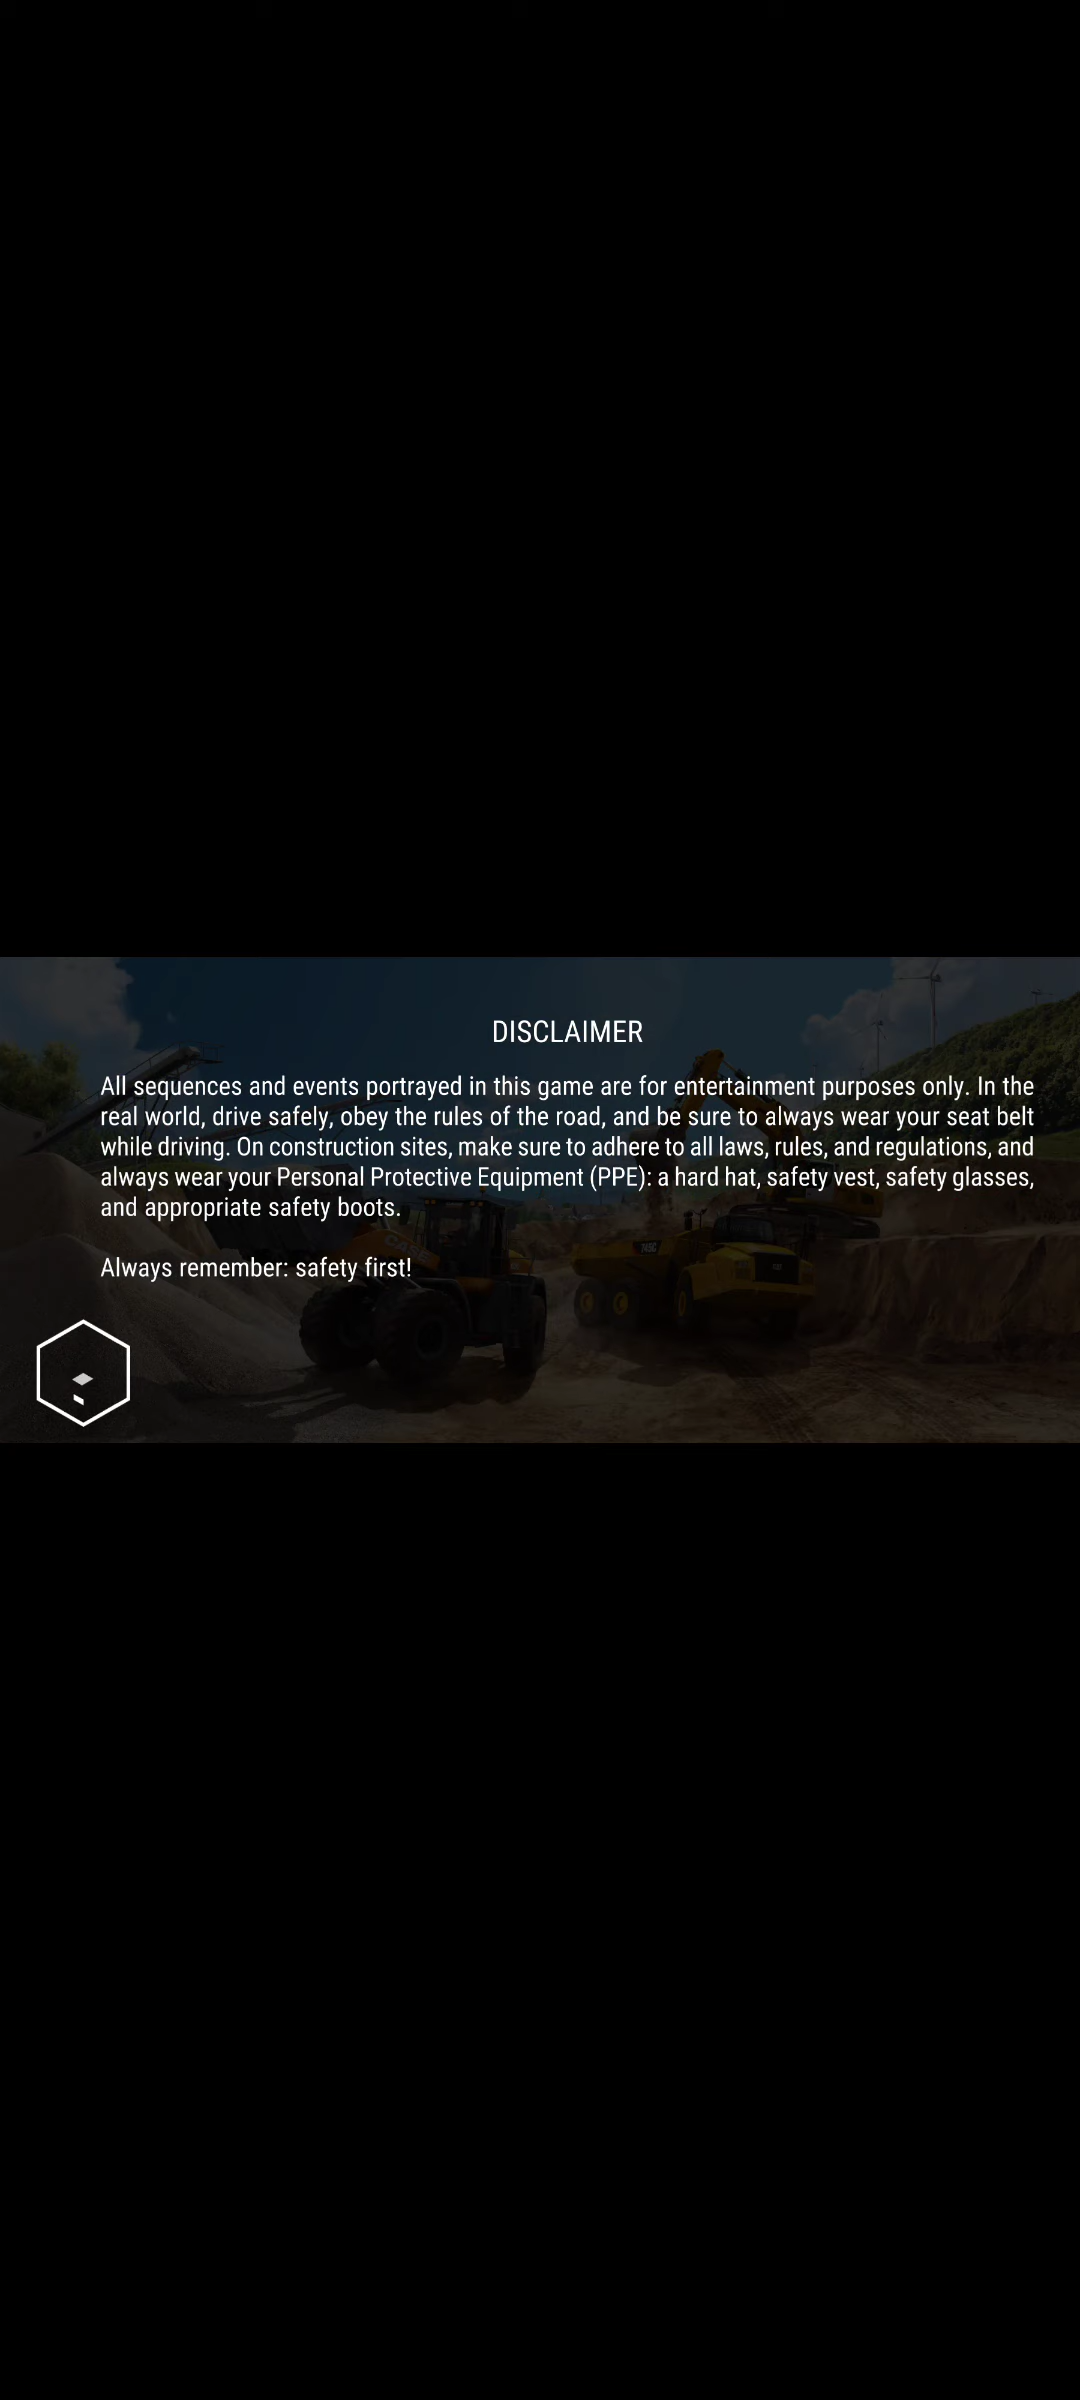 DISCLAIMER
All sequences and events portrayed in this game are for entertainment purposes only. In the
real world, drive safely, obey the rules of the road, and be sure to always wear your seat belt
while driving. On construction sites, make sure to adhere to all laws, rules, and regulations, and
always wear your Personal Protective Equipment (PPE): a hard hat, safety vest, safety glasses,
and appropriate safety boots.
Always remember: safety first!
CASE
745C
CAT